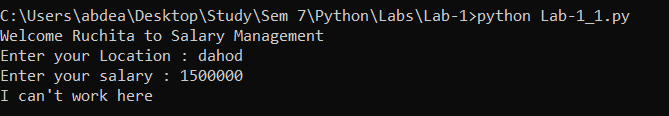 C:\Users\abdea\Desktop\Study\Sem 7\Python\Labs\Lab-1>python Lab-1_1.py
Welcome Ruchita to Salary Management
Enter your Location : dahod
Enter your salary : 1500000
I can't work here